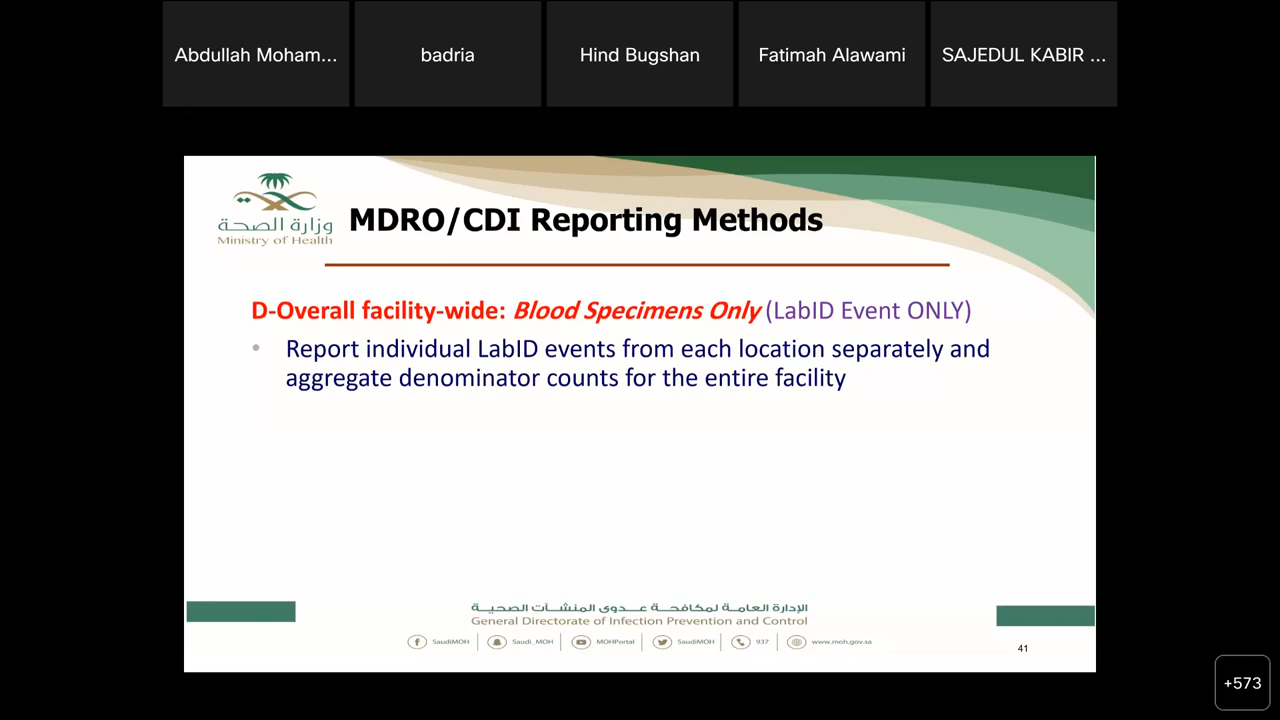 Abdullah Moham...
badria
Hind Bugshan
Fatimah Alawami
SAJEDUL KABIR ...
وزارة الصحة
Ministry of Health
MDRO/CDI Reporting Methods
D-Overall facility-wide: Blood Specimens Only (LabID Event ONLY)
• Report individual LabID events from each location separately and
aggregate denominator counts for the entire facility
الإدارة العامة لمكافحة عدوى المنشآت الصحية
General Directorate of Infection Prevention and Control
SaudiMOH
Saudi_MOH
MOHPortal
SaudiMOH
937
www.moh.gov.sa
41
+573